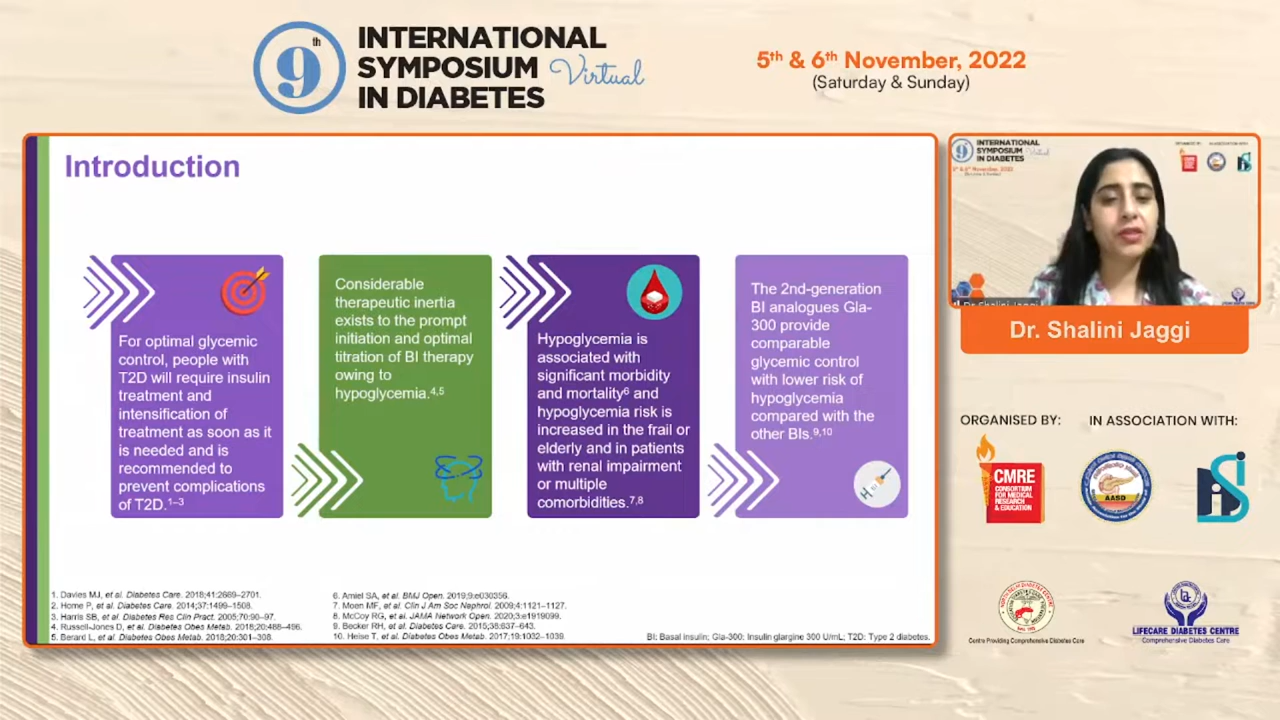 9th
INTERNATIONAL
SYMPOSIUM Virtual
IN DIABETES
5th & 6th November, 2022
(Saturday & Sunday)
Introduction
For optimal glycemic
control, people with
T2D will require insulin
treatment and
intensification of
treatment as soon as it
is needed and is
recommended to
prevent complications
of T2D.1–3
Considerable
therapeutic inertia
exists to the prompt
initiation and optimal
titration of BI therapy
owing to
hypoglycemia.4,5
Hypoglycemia is
associated with
significant morbidity
and mortality6 and
hypoglycemia risk is
increased in the frail or
elderly and in patients
with renal impairment
or multiple
comorbidities.7,8
The 2nd-generation
BI analogues Gla-
300 provide
comparable
glycemic control
with lower risk of
hypoglycemia
compared with the
other BIs.9,10
1. Davies MJ, et al. Diabetes Care. 2018;41:2669–2701.
2. Home P, et al. Diabetes Care. 2014;37:1499–1508.
3. Harris SB, et al. Diabetes Res Clin Pract. 2005;70:90–97.
4. Russell-Jones D, et al. Diabetes Obes Metab. 2018;20:488–496.
5. Berard L, et al. Diabetes Obes Metab. 2018;20:301–308.
6. Amiel SA, et al. BMJ Open. 2019;9:e030356.
7. Moen MF, et al. Clin J Am Soc Nephrol. 2009;4:1121–1127.
8. McCoy RG, et al. JAMA Network Open. 2020;3:e1919099.
9. Becker RH, et al. Diabetes Care. 2015;38:637–643.
10. Heise T, et al. Diabetes Obes Metab. 2017;19:1032–1039.
BI: Basal insulin; Gla-300: Insulin glargine 300 U/mL; T2D: Type 2 diabetes.
9
INTERNATIONAL
SYMPOSIUM
IN DIABETES
Dr. Shalini Jaggi
Dr. Shalini Jaggi
ORGANISED BY:
IN ASSOCIATION WITH:
CMRE
CONSORTIUM
FOR MEDICAL
RESEARCH
& EDUCATION
AASD
Centre Providing Comprehensive Diabetes Care
LIFECARE DIABETES CENTRE
Comprehensive Diabetes Care